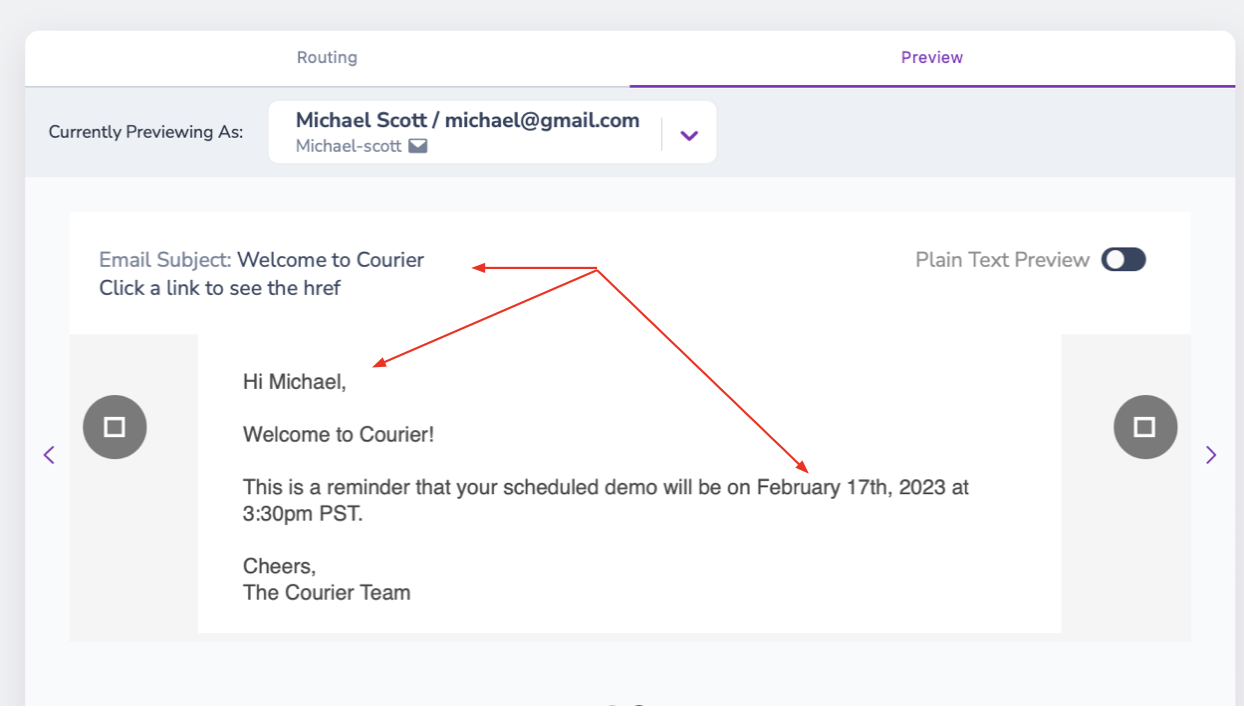 Routing
Preview
Currently Previewing As:
Michael Scott / michael@gmail.com
Michael-scott
Email Subject: Welcome to Courier
Plain Text Preview
Click a link to see the href
Hi Michael,
Welcome to Courier!
This is a reminder that your scheduled demo will be on February 17th, 2023 at
3:30pm PST.
Cheers,
The Courier Team